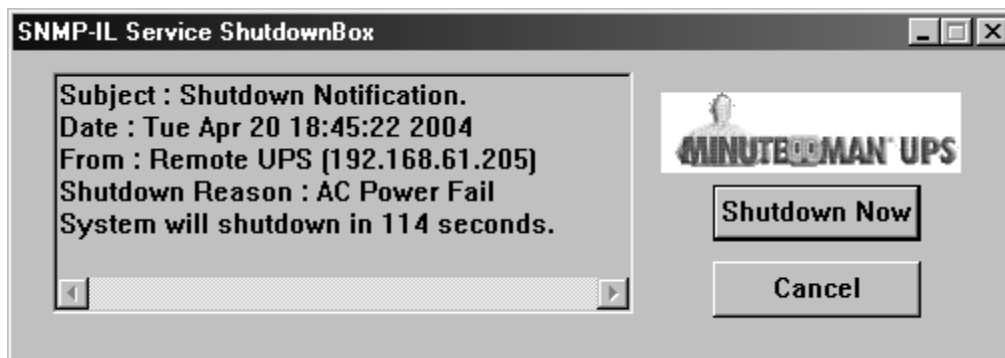 SNMP-IL Service ShutdownBox
Subject : Shutdown Notification.
Date : Tue Apr 20 18:45:22 2004
From : Remote UPS (192.168.61.205)
Shutdown Reason : AC Power Fail
System will shutdown in 114 seconds.
MINUTEMAN UPS
Shutdown Now
Cancel